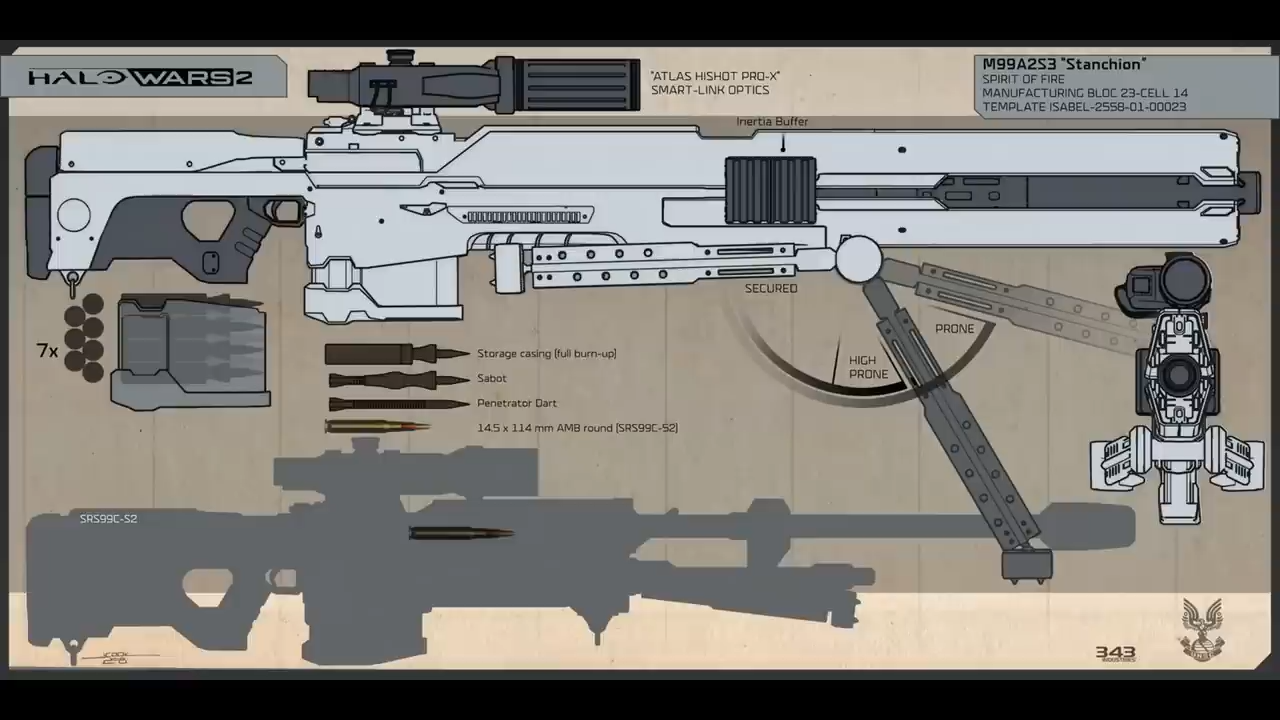 HALO WARS 2
"ATLAS HISHOT PRO-X"
SMART-LINK OPTICS
M99A2S3 "Stanchion"
SPIRIT OF FIRE
MANUFACTURING BLOC 23-CELL 14
TEMPLATE ISABEL-2558-01-00023
Inertia Buffer
SECURED
PRONE
HIGH
PRONE
7x
Storage casing (full burn-up)
Sabot
Penetrator Dart
14.5 x 114 mm AMB round (SRS99C-S2)
SRS99C-S2
343
INDUSTRIES